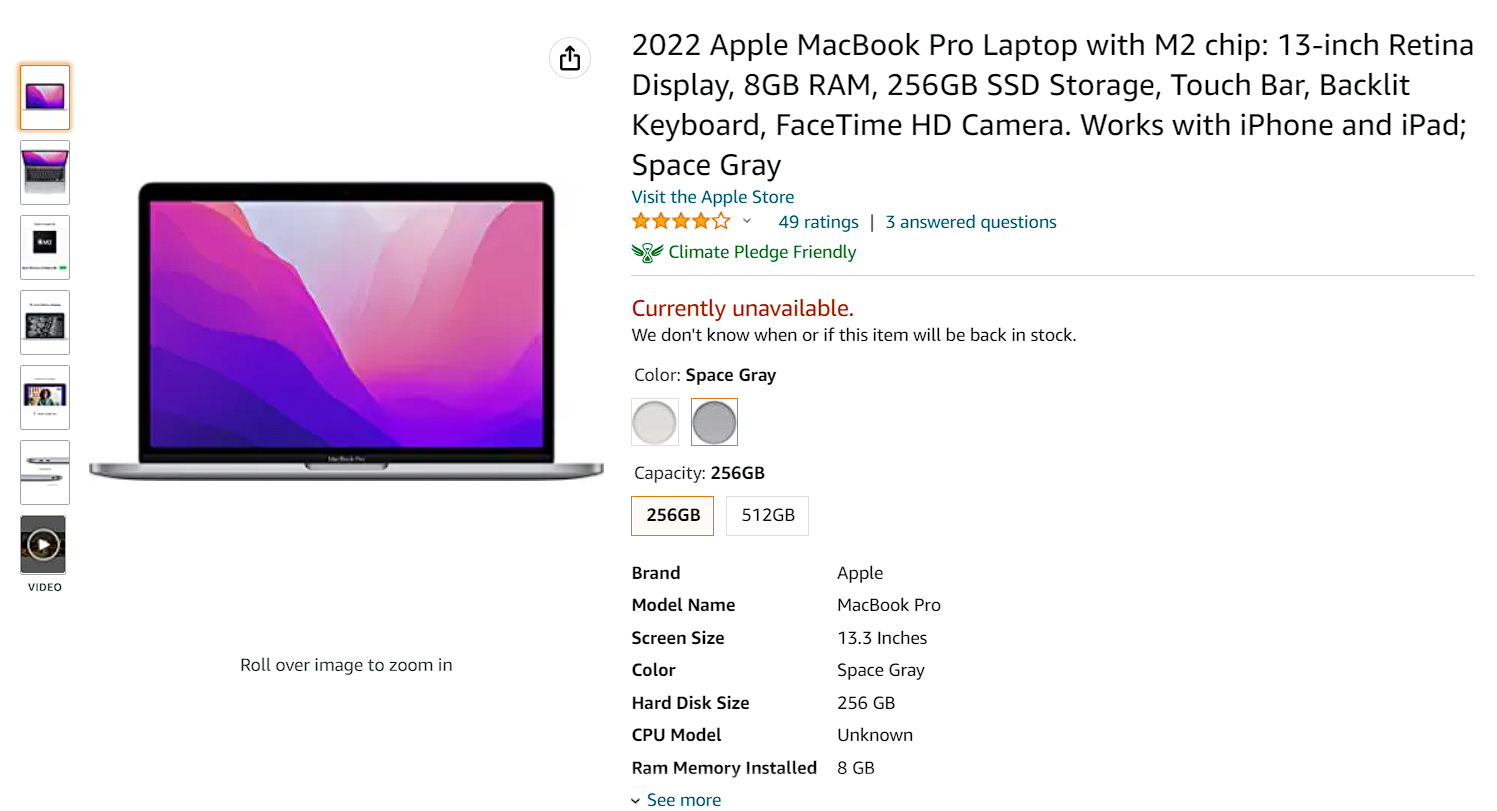 2022 Apple MacBook Pro Laptop with M2 chip: 13-inch Retina
Display, 8GB RAM, 256GB SSD Storage, Touch Bar, Backlit
Keyboard, FaceTime HD Camera. Works with iPhone and iPad;
Space Gray
Visit the Apple Store
49 ratings | 3 answered questions
Climate Pledge Friendly
Currently unavailable.
We don't know when or if this item will be back in stock.
Color: Space Gray
Capacity: 256GB
256GB 512GB
Brand Apple
Model Name MacBook Pro
Screen Size 13.3 Inches
Color Space Gray
Hard Disk Size 256 GB
CPU Model Unknown
Ram Memory Installed 8 GB
See more
MacBook Pro
M2
VIDEO
Roll over image to zoom in